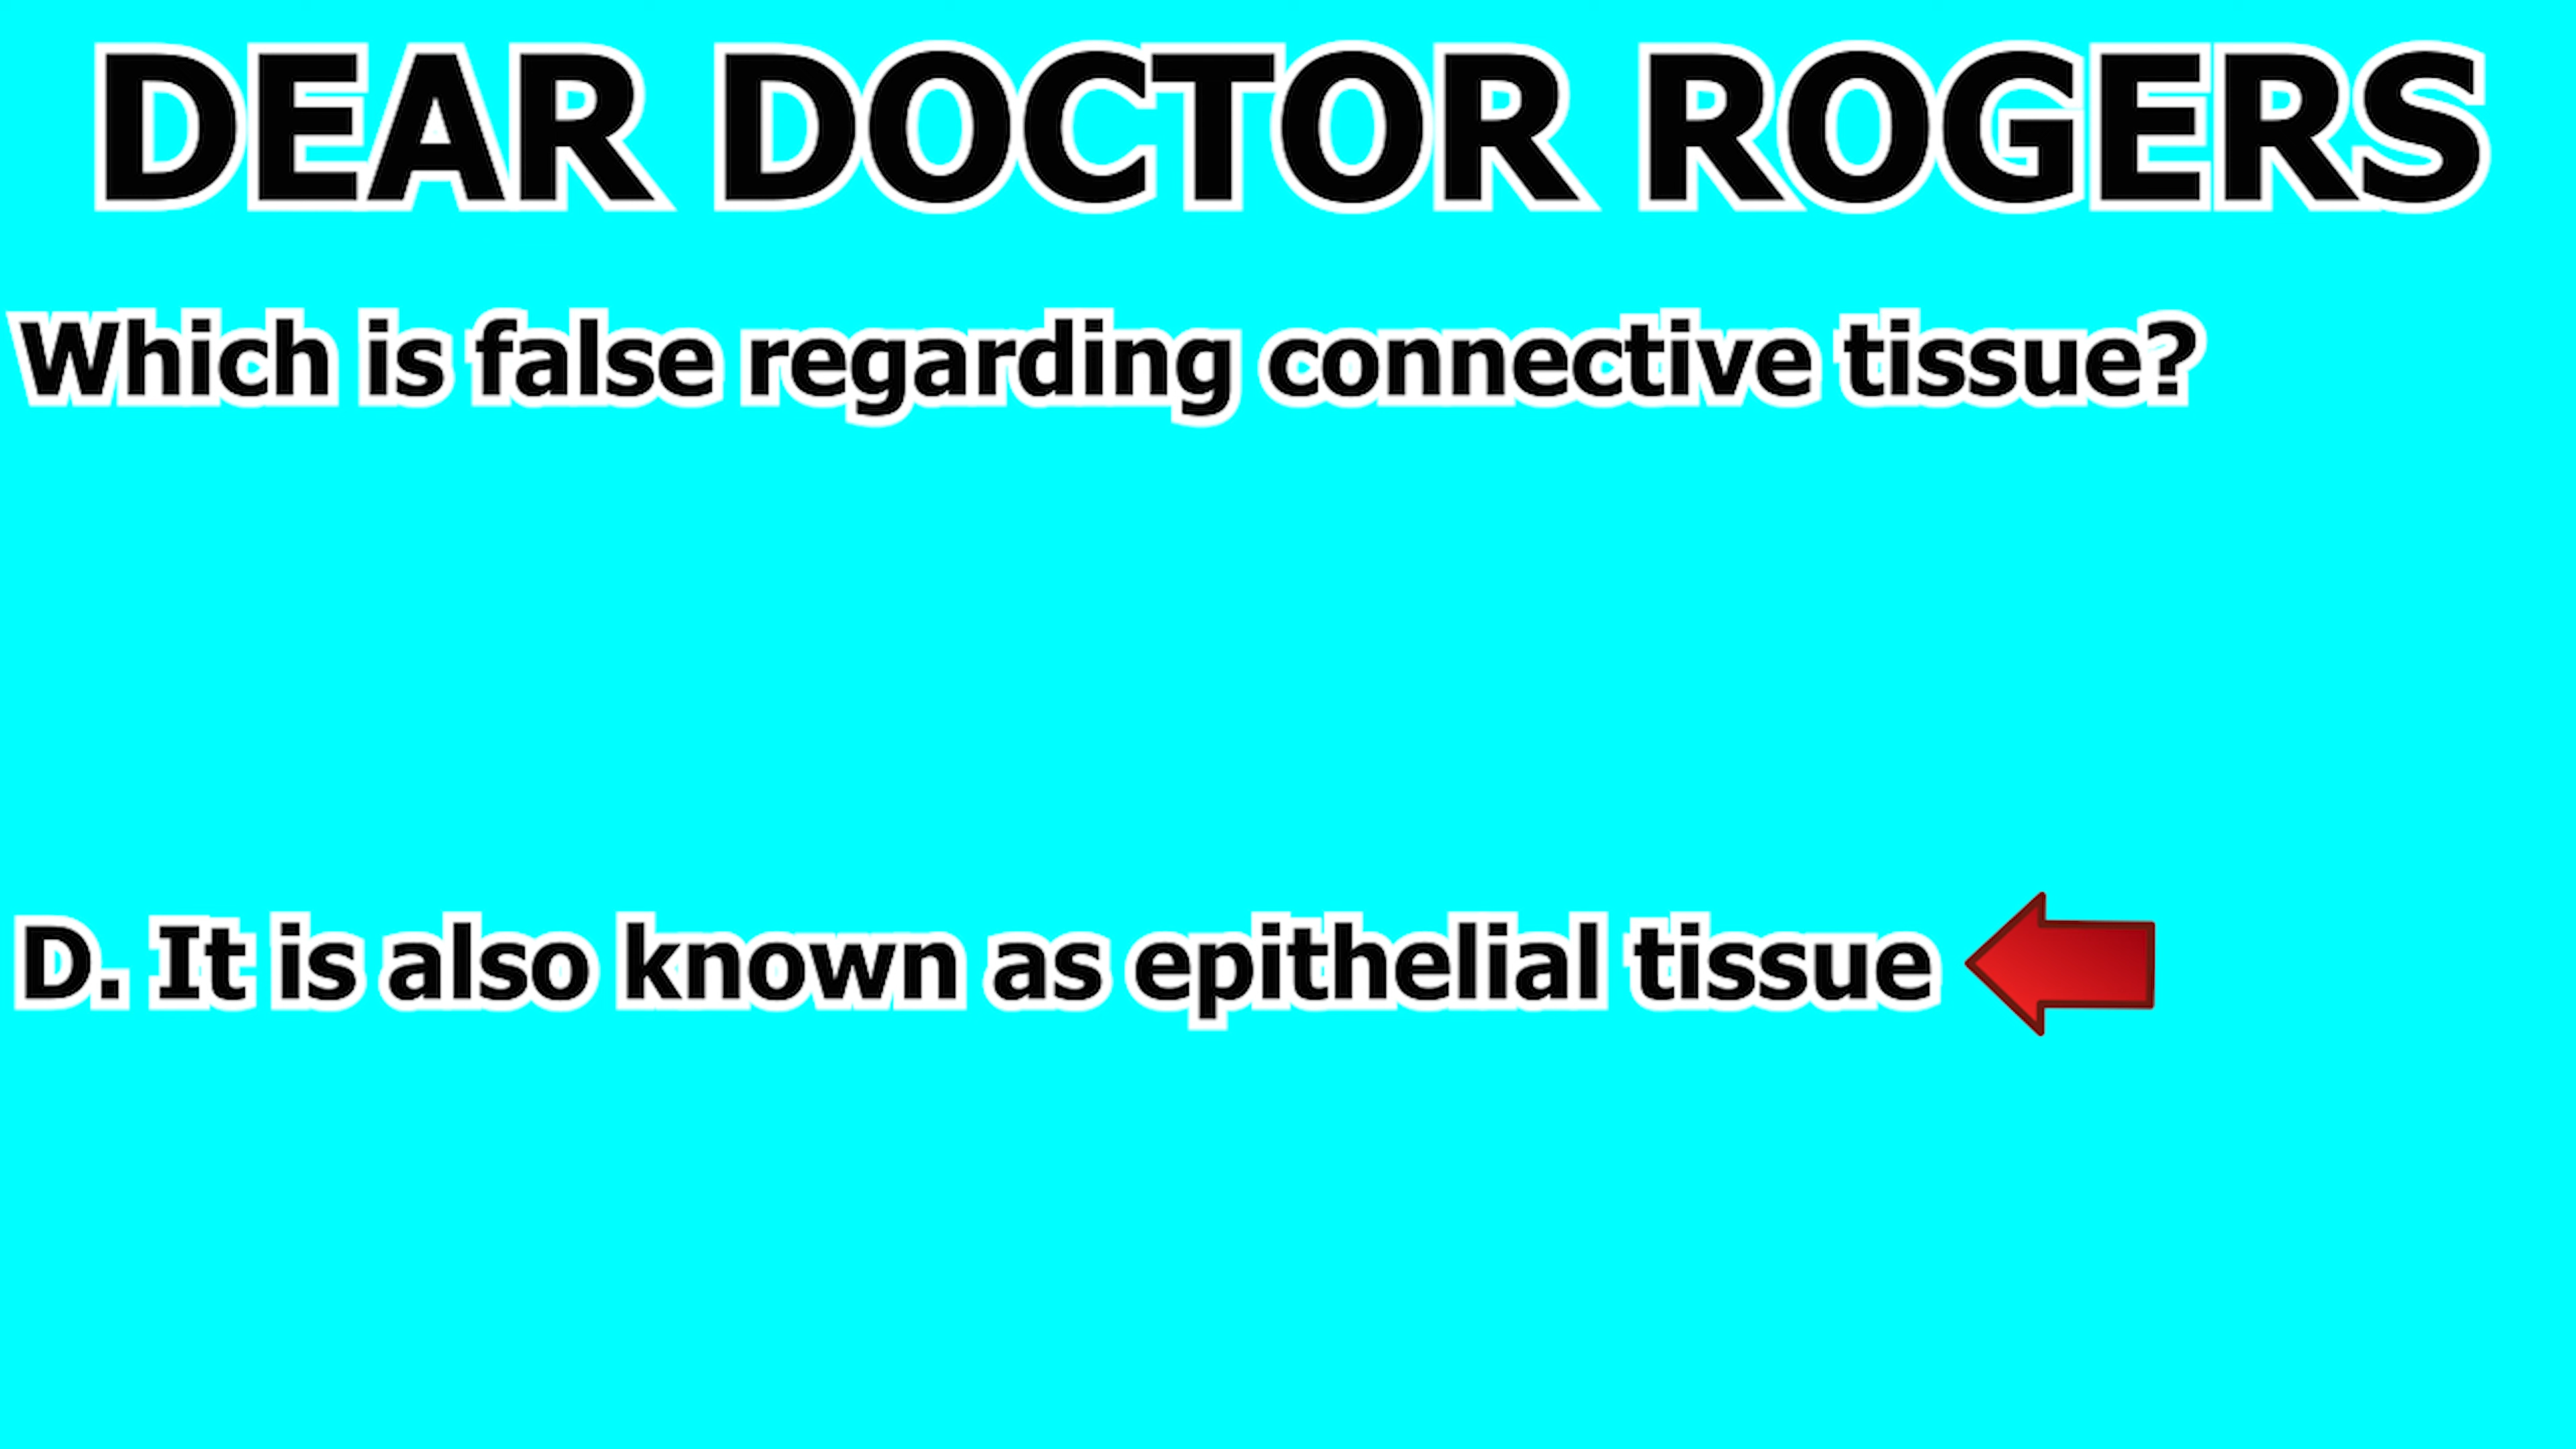 DEAR DOCTOR ROGERS
Which is false regarding connective tissue?
D. It is also known as epithelial tissue